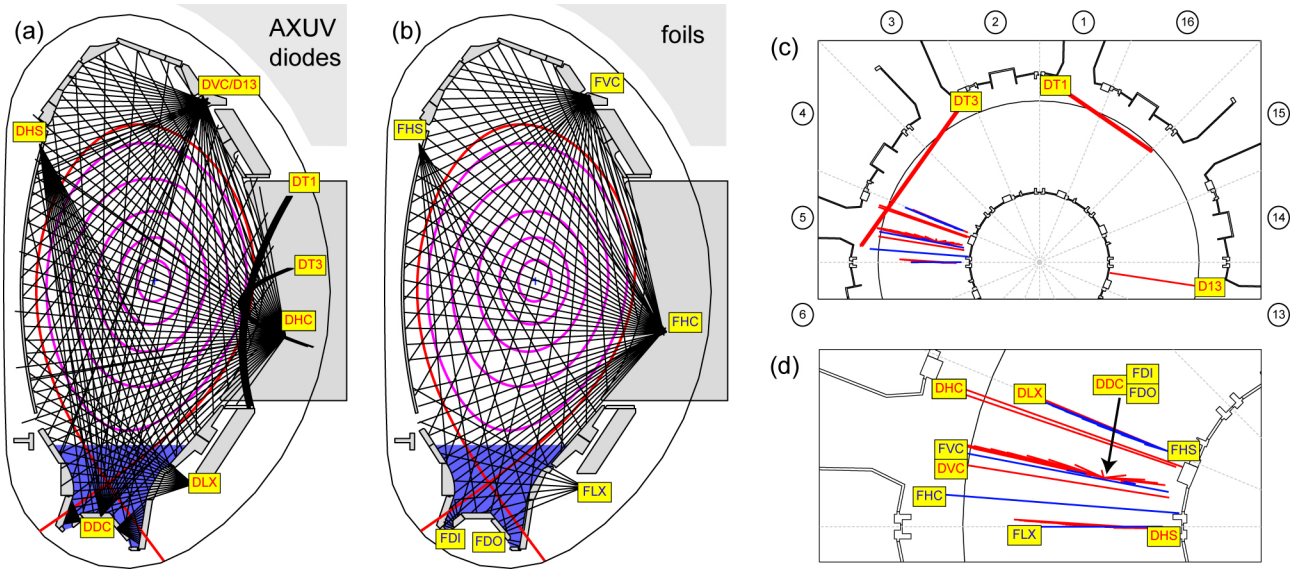 (a)
AXUV
diodes
DVC/D13
DHS
DT1
DT3
DHC
DLX
DDC
(b)
foils
FVC
FHS
FHC
FLX
FDI
FDO
(c)
3
2
1
16
DT3
DT1
4
15
5
14
D13
6
13
(d)
DHC
DLX
DDC
FDI
FDO
FVC
DVC
FHS
FHC
FLX
DHS